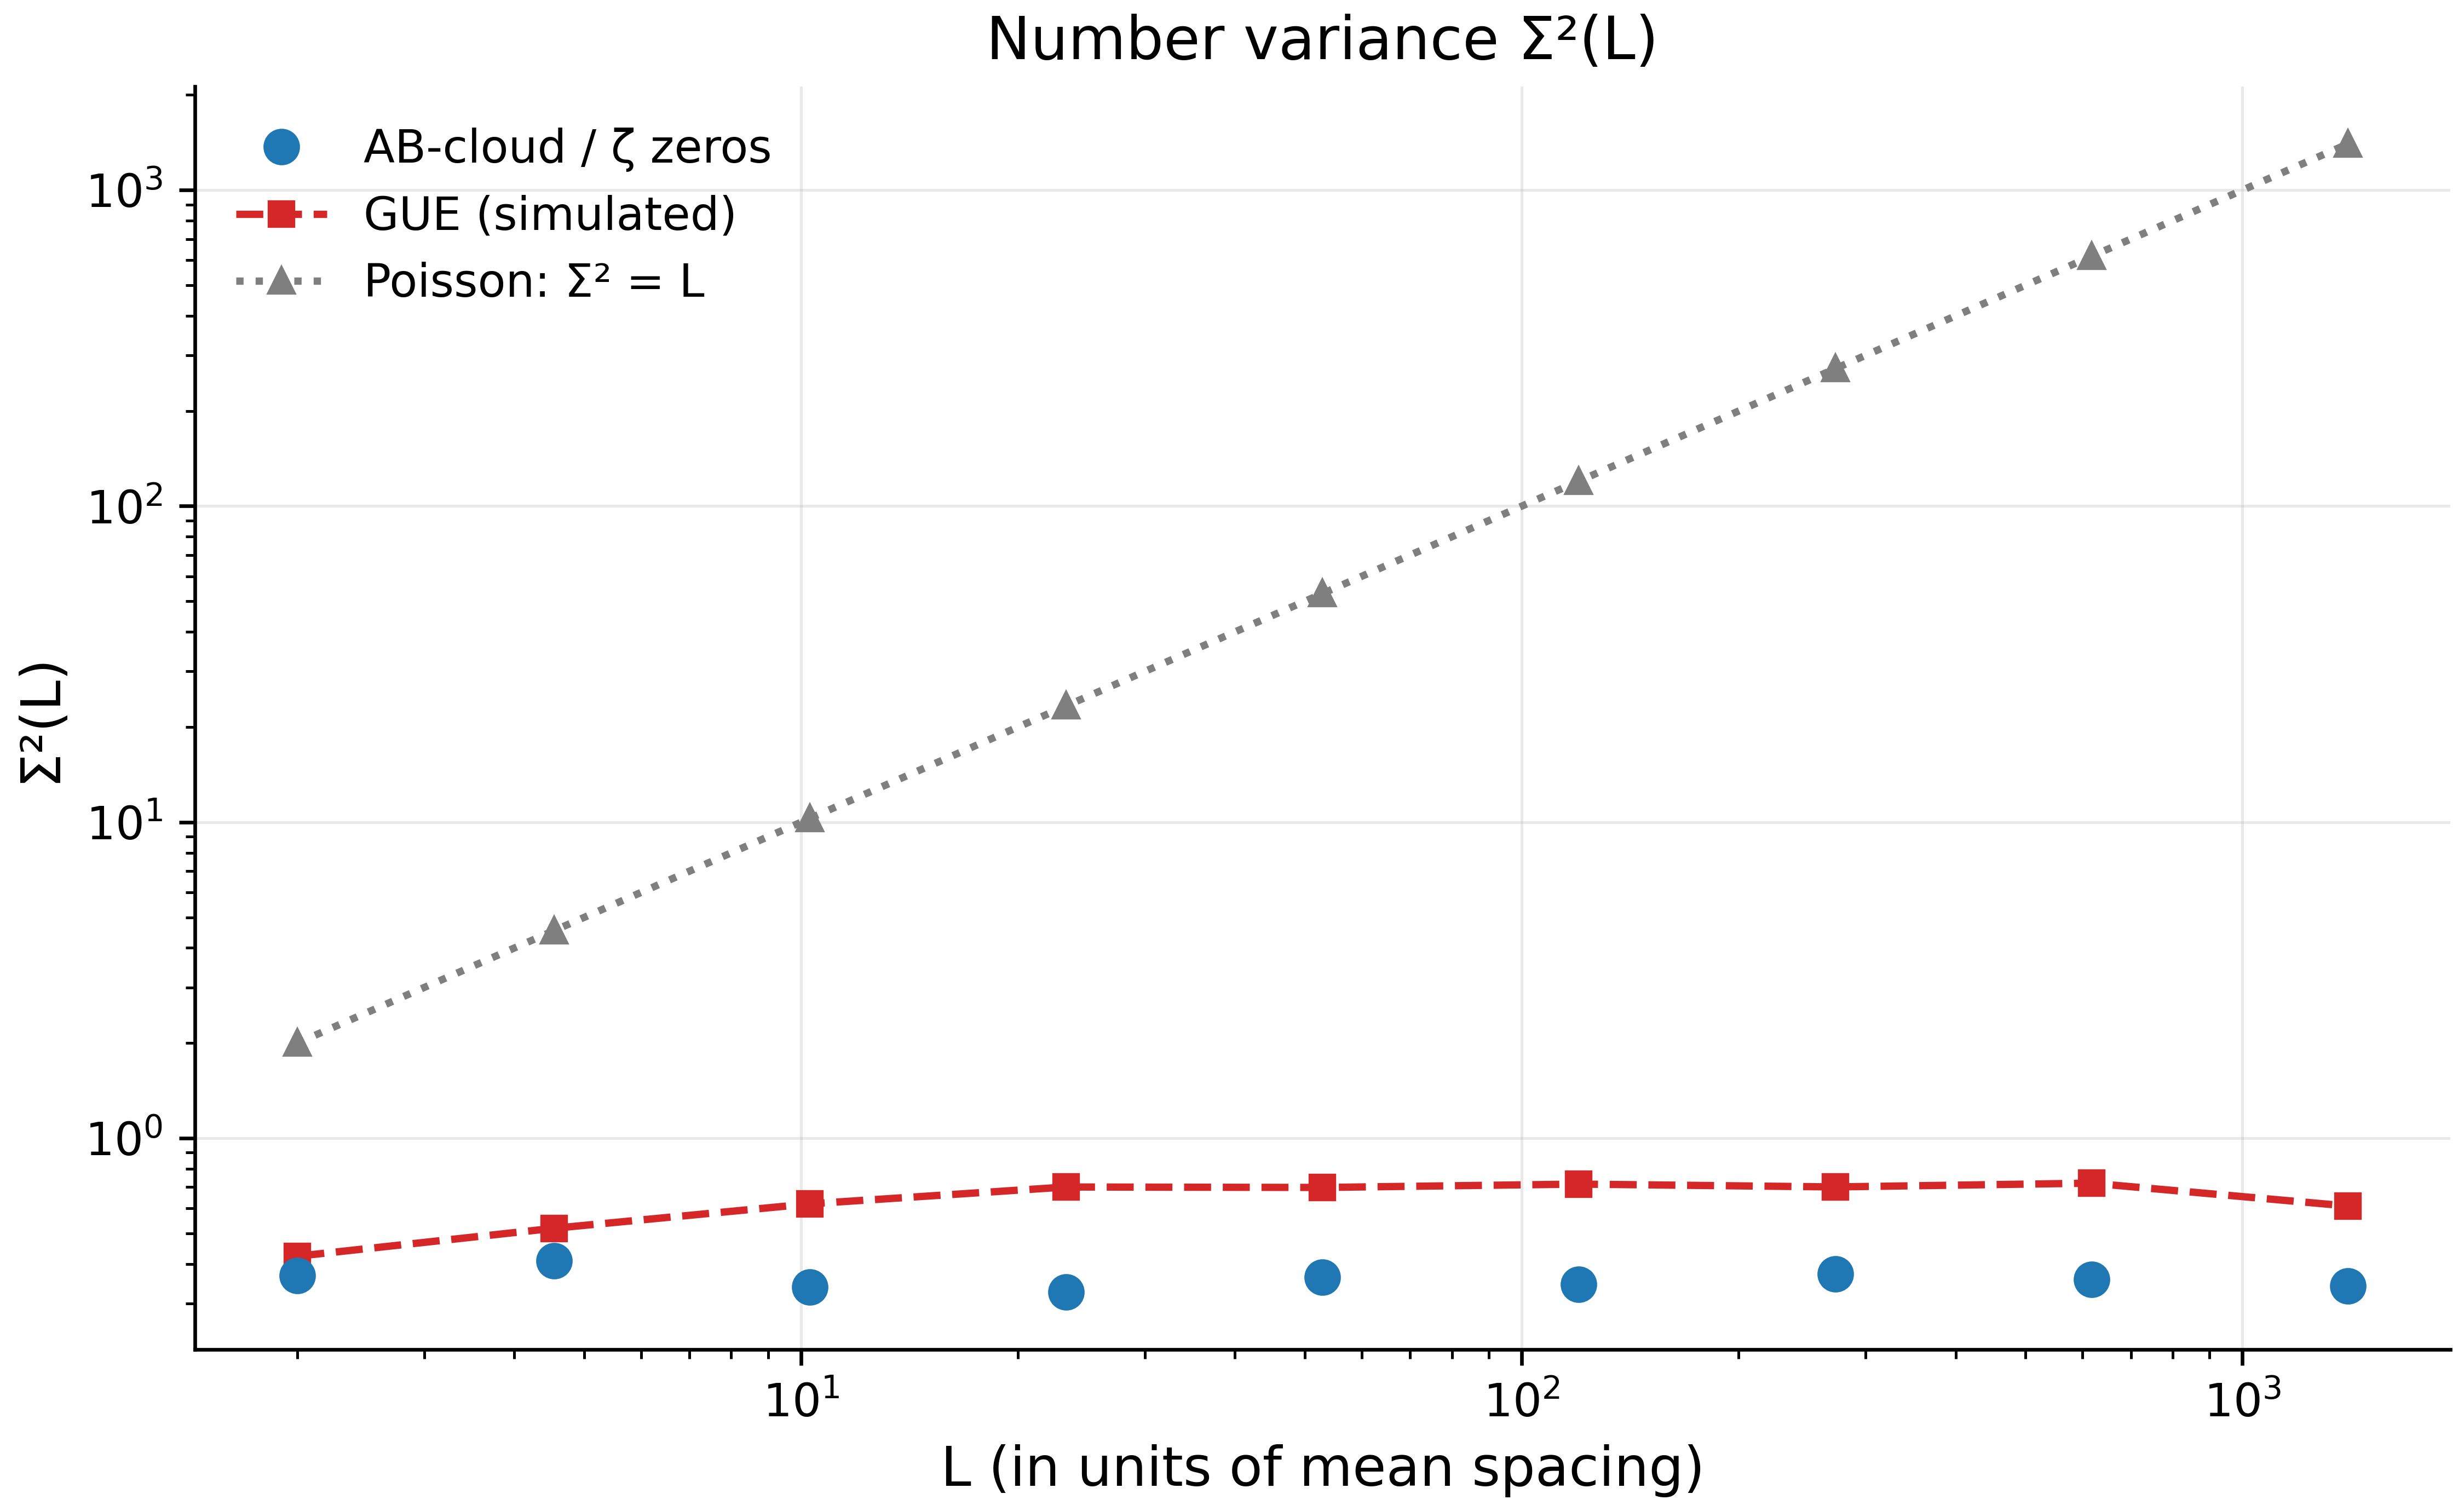 Number variance Σ²(L)
AB-cloud / ζ zeros
GUE (simulated)
Poisson: Σ² = L
Σ²(L)
10³
10²
10¹
10⁰
10¹
10²
10³
L (in units of mean spacing)